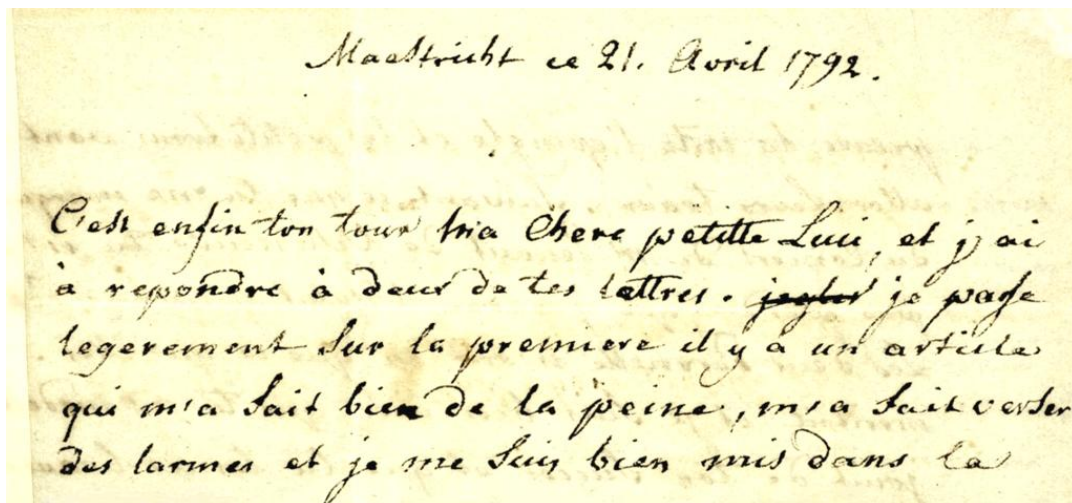 Maestricht ce 21. Avril 1792.
C'est enfin ton tour ma Chere petitte Luii, et j'ai
à repondre à deux de tes lettres. je passe
legerement sur la premiere il y a un article
qui m'a fait bien de la peine, m'a fait verser
des larmes et je me suis bien mis dans la